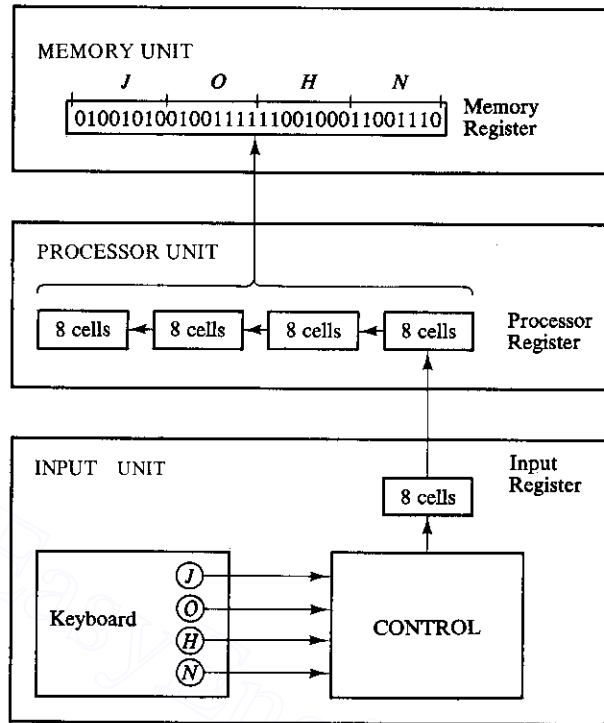 MEMORY UNIT
J O H N
01001010010011111100100011001110
Memory
Register
PROCESSOR UNIT
8 cells 8 cells 8 cells 8 cells
Processor
Register
INPUT UNIT
Input
Register
8 cells
Keyboard
J
O
H
N
CONTROL